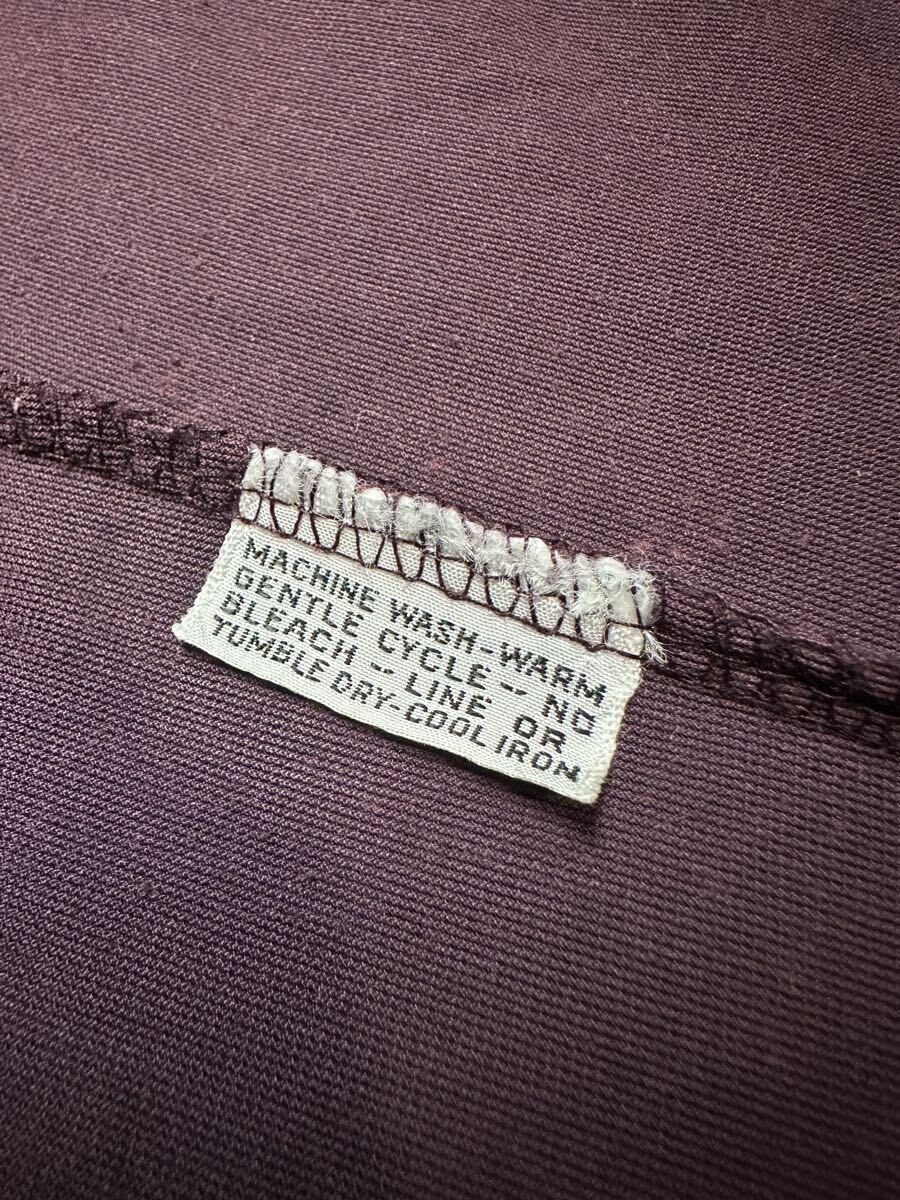 MACHINE WASH-WARM
GENTLE CYCLE - NO
BLEACH - LINE OR
TUMBLE DRY-COOL IRON